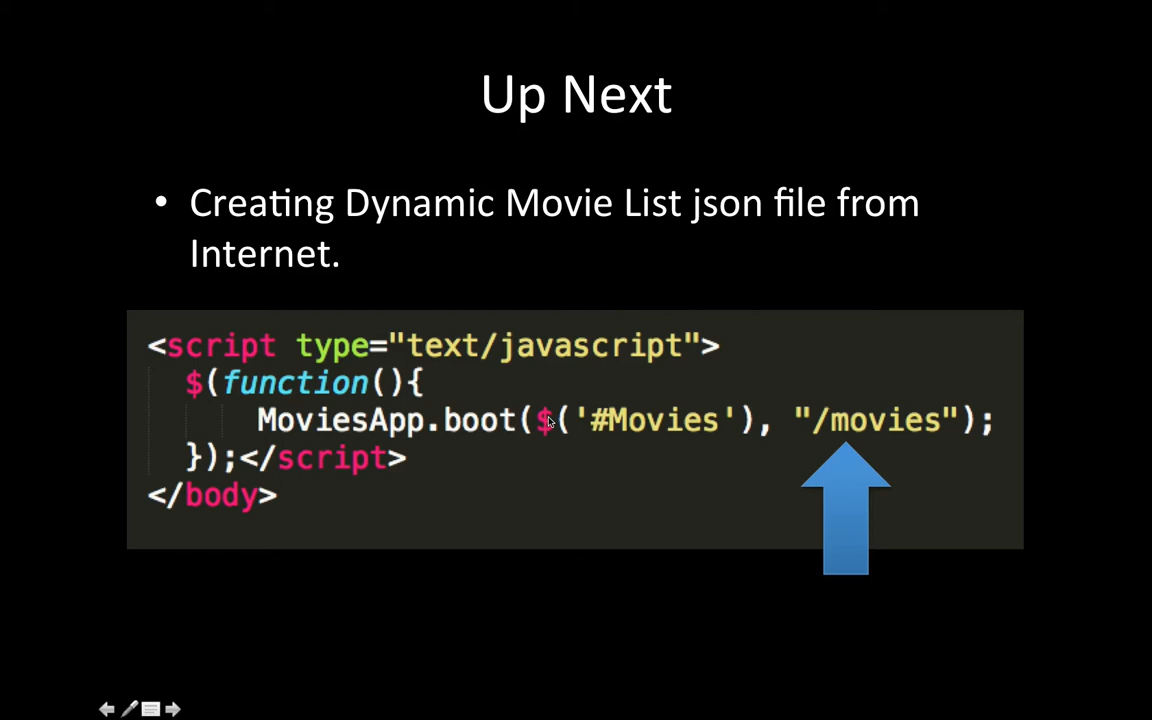 Up Next
• Creating Dynamic Movie List json file from
Internet.
<script type="text/javascript">
$(function(){
MoviesApp.boot($('#Movies'), "/movies");
});</script>
</body>